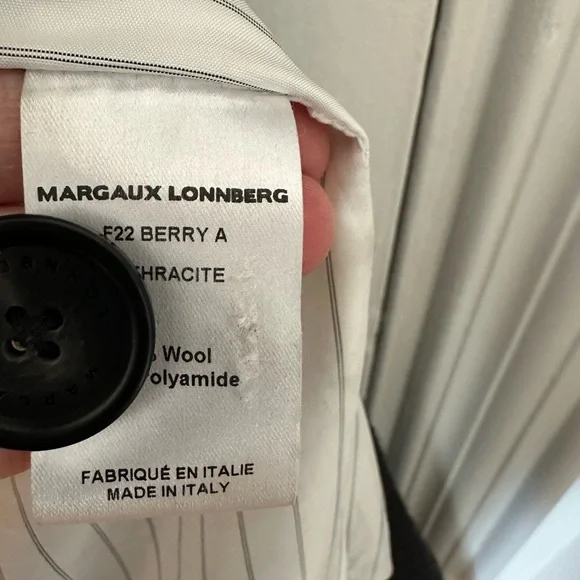 MARGAUX LONNBERG
F22 BERRY A
HRACITE
Wool
olyamide
FABRIQUÉ EN ITALIE
MADE IN ITALY